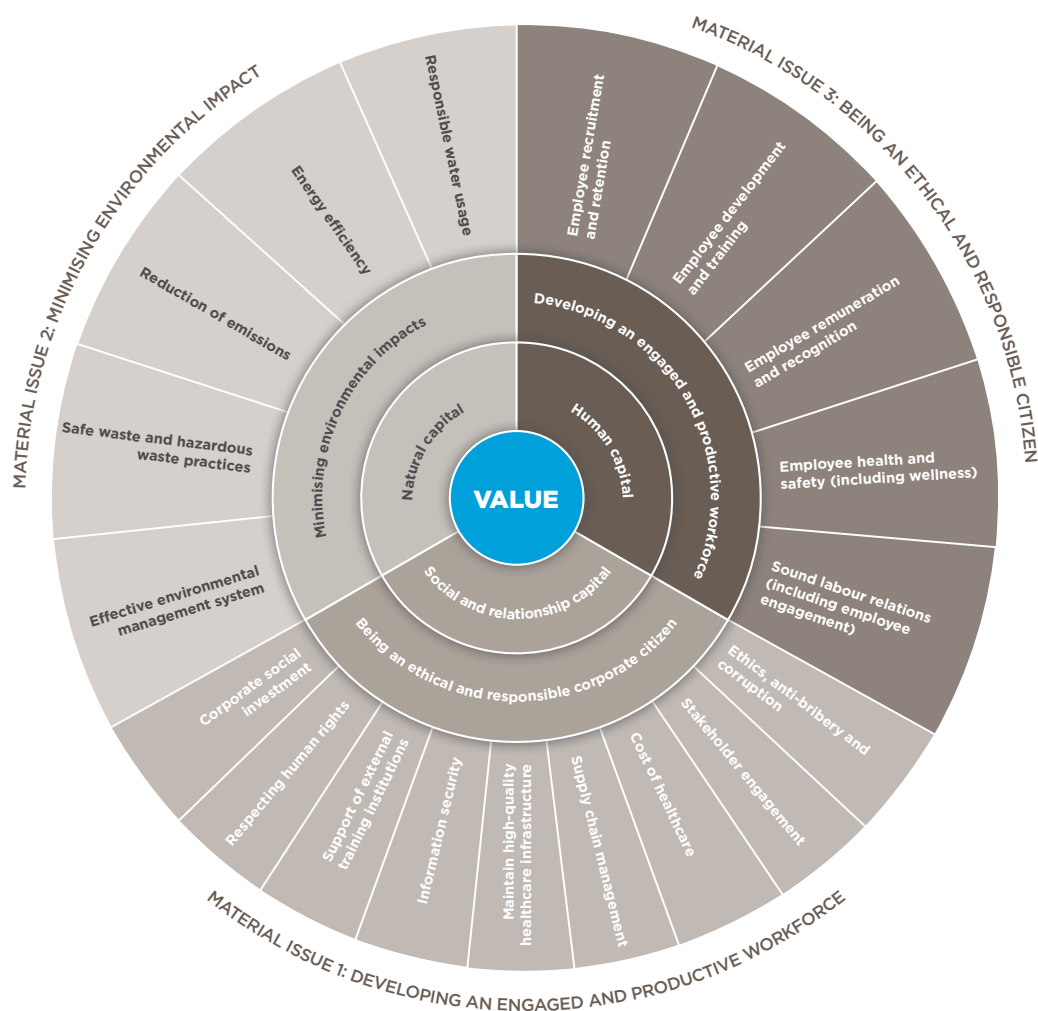 MATERIAL ISSUE 2: MINIMISING ENVIRONMENTAL IMPACT
MATERIAL ISSUE 3: BEING AN ETHICAL AND RESPONSIBLE CITIZEN
MATERIAL ISSUE 1: DEVELOPING AN ENGAGED AND PRODUCTIVE WORKFORCE
VALUE
Natural capital
Human capital
Social and relationship capital
Minimising environmental impacts
Developing an engaged and productive workforce
Being an ethical and responsible corporate citizen
Employee recruitment
and retention
Employee development
and training
Employee remuneration
and recognition
Employee health and
safety (including wellness)
Sound labour relations
(including employee
engagement)
Ethics, anti-bribery and
corruption
Stakeholder engagement
Cost of healthcare
Supply chain management
Maintain high-quality
healthcare infrastructure
Information security
Support of external
training institutions
Respecting human rights
Corporate social
investment
Effective environmental
management system
Safe waste and hazardous
waste practices
Reduction of emissions
Energy efficiency
Responsible water usage